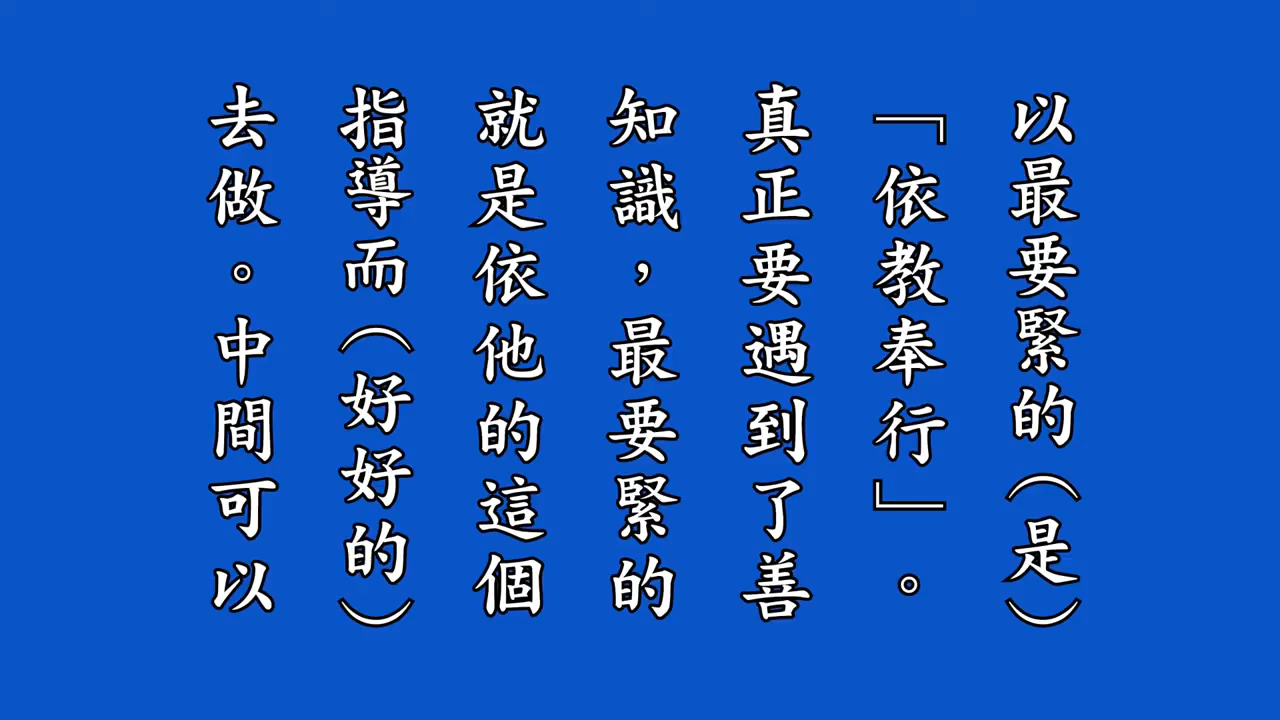 以最要緊的（是）
「依教奉行」。
真正要遇到了善
知識，最要緊的
就是依他的這個
指導而（好好的）
去做。中間可以